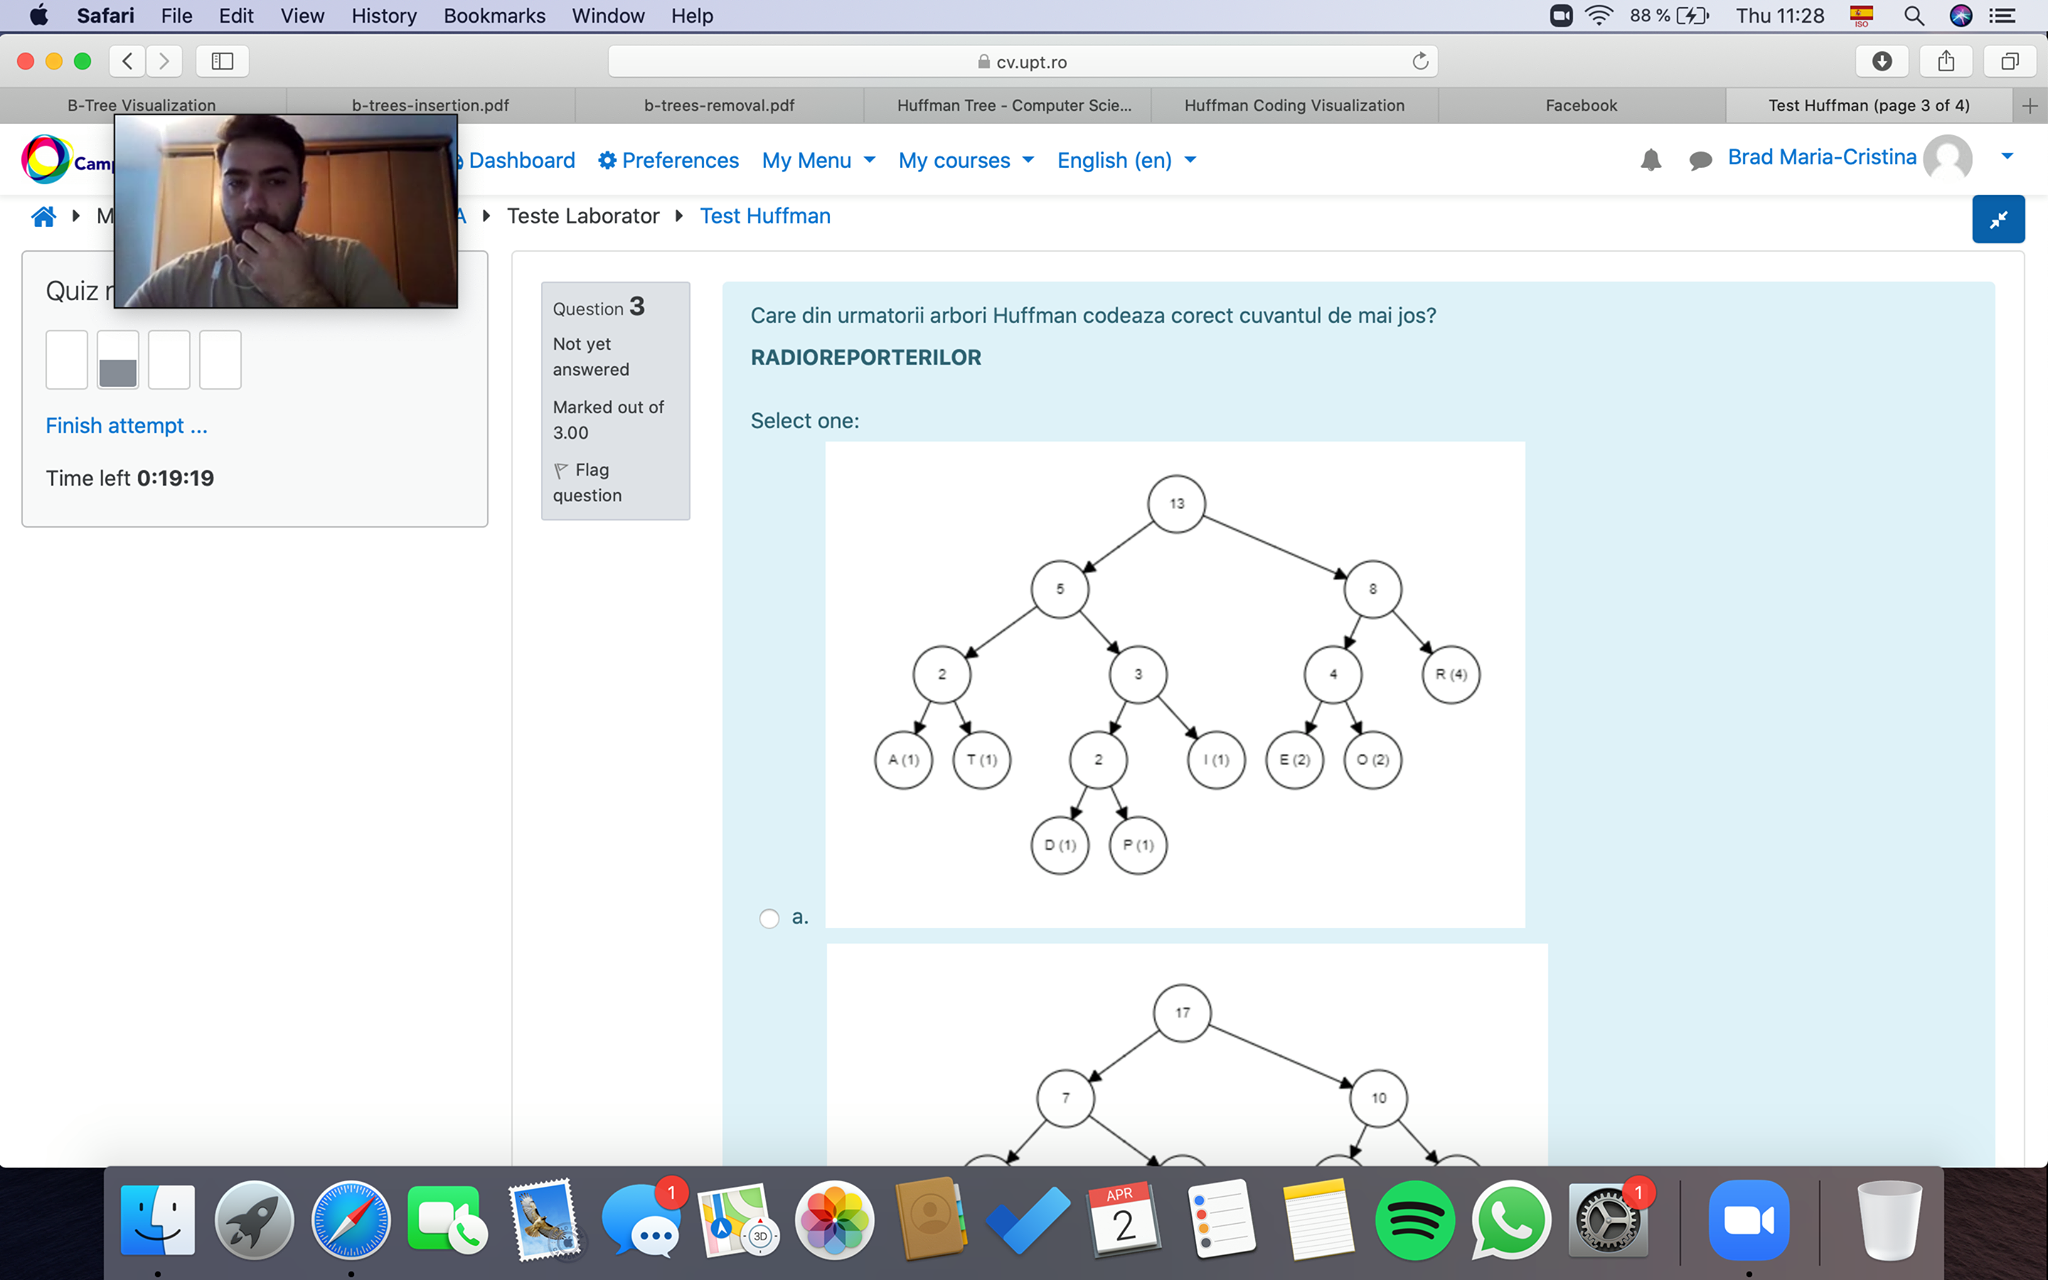 Safari File Edit View History Bookmarks Window Help 88 % Thu 11:28 ISO
cv.upt.ro
B-Tree Visualization b-trees-insertion.pdf b-trees-removal.pdf Huffman Tree - Computer Scie... Huffman Coding Visualization Facebook Test Huffman (page 3 of 4)
Camp Dashboard Preferences My Menu My courses English (en) Brad Maria-Cristina
M A Teste Laborator Test Huffman
Quiz
Finish attempt ...
Time left 0:19:19
Question 3
Not yet
answered
Marked out of
3.00
Flag
question
Care din urmatorii arbori Huffman codeaza corect cuvantul de mai jos?
RADIOREPORTERILOR
Select one:
13
5 8
2 3 4 R (4)
A (1) T (1) 2 I (1) E (2) O (2)
D (1) P (1)
a.
17
7 10
1 3D APR 2 1